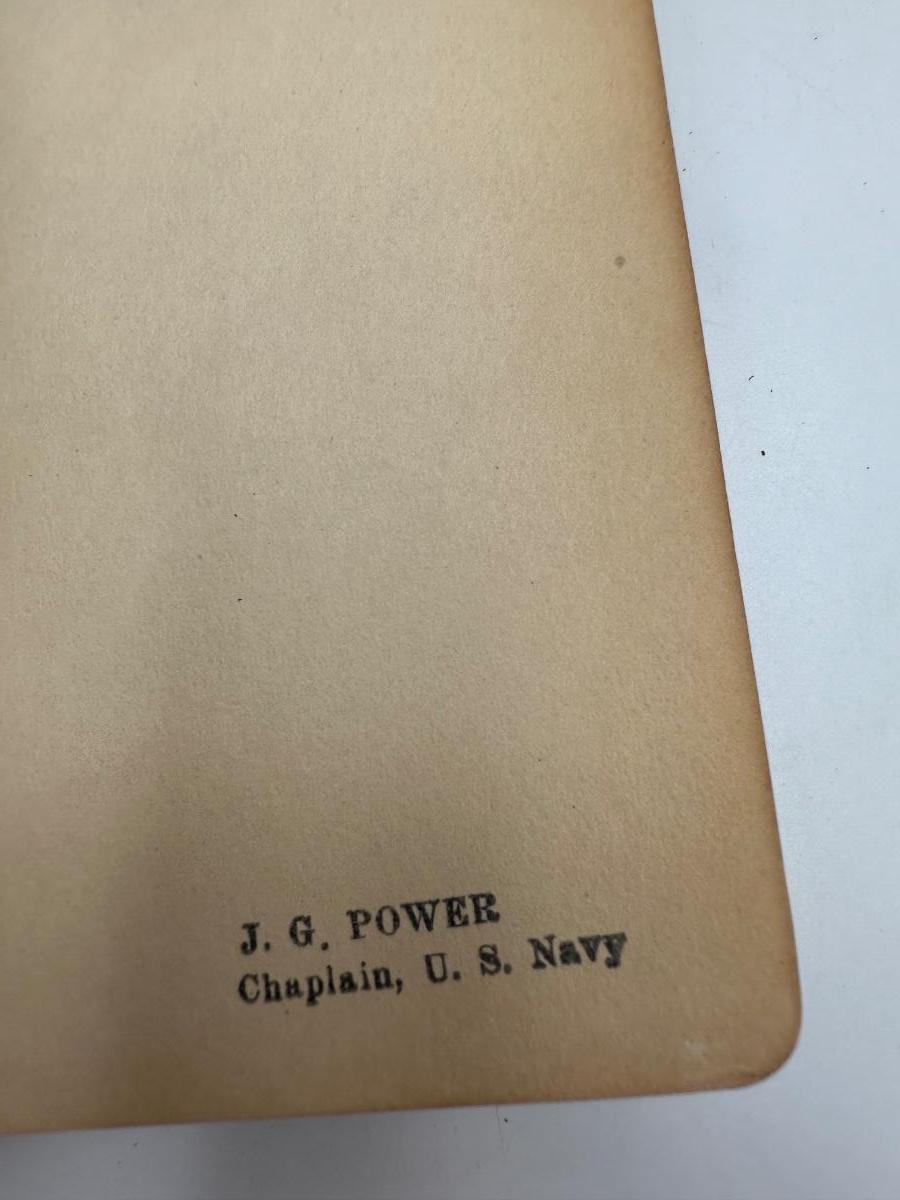 J. G. POWER
Chaplain, U. S. Navy